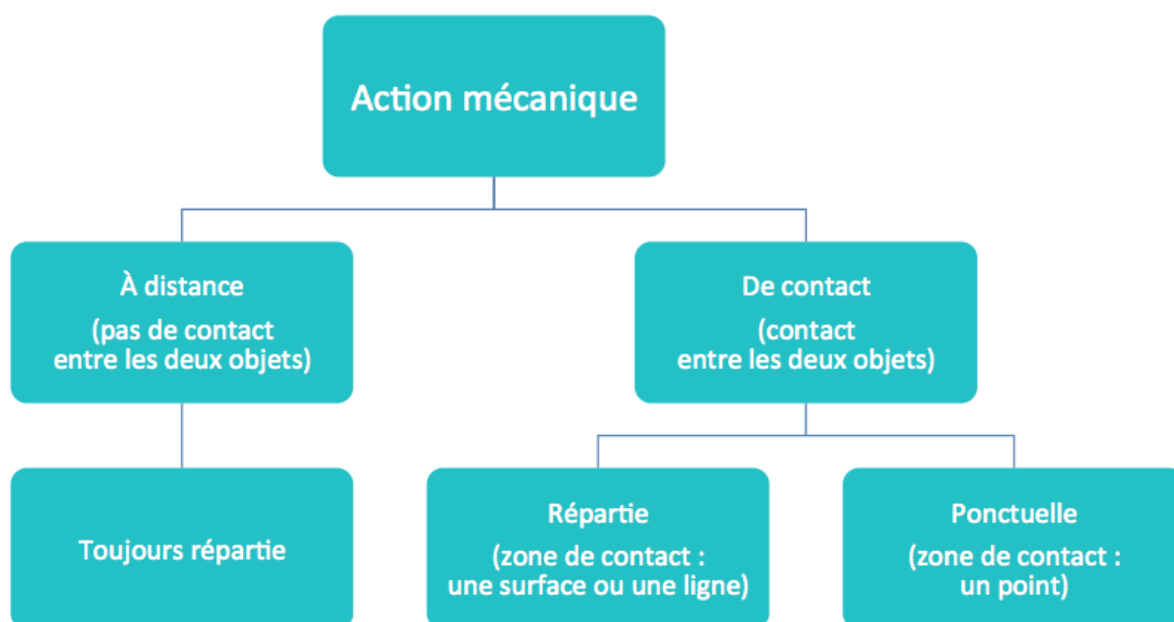 Action mécanique
À distance
(pas de contact
entre les deux objets)
De contact
(contact
entre les deux objets)
Toujours répartie
Répartie
(zone de contact :
une surface ou une ligne)
Ponctuelle
(zone de contact :
un point)